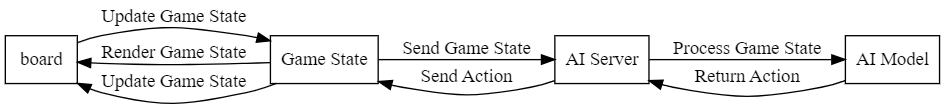 Update Game State
board
Render Game State
Update Game State
Game State
Send Game State
Send Action
AI Server
Process Game State
Return Action
AI Model